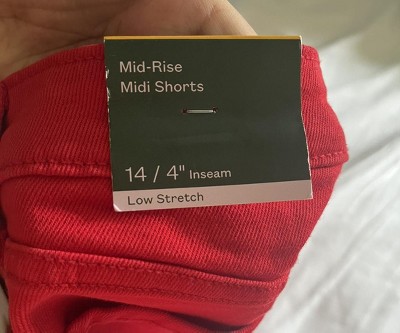 Mid-Rise
Midi Shorts
14 / 4" Inseam
Low Stretch